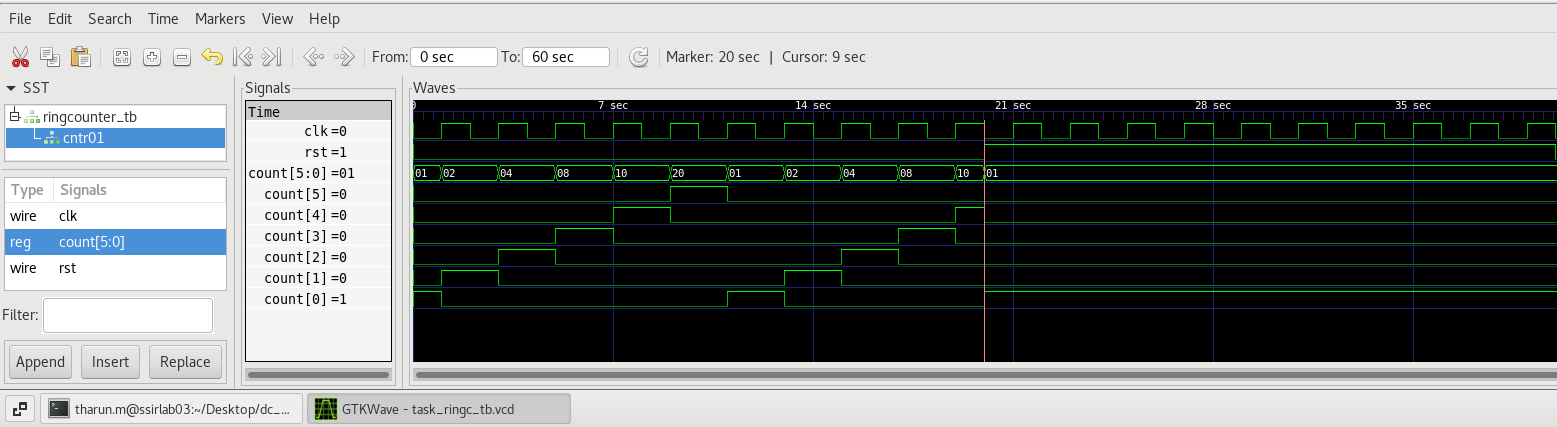 File Edit Search Time Markers View Help
From: 0 sec To: 60 sec Marker: 20 sec | Cursor: 9 sec
SST
ringcounter_tb
cntr01
Type Signals
wire clk
reg count[5:0]
wire rst
Filter:
Append Insert Replace
Signals
Time
clk=0
rst=1
count[5:0]=01
count[5]=0
count[4]=0
count[3]=0
count[2]=0
count[1]=0
count[0]=1
Waves
0 7 sec 14 sec 21 sec 28 sec 35 sec
01 02 04 08 10 20 01 02 04 08 10 01
tharun.m@ssirlab03:~/Desktop/dc_... GTKWave - task_ringc_tb.vcd